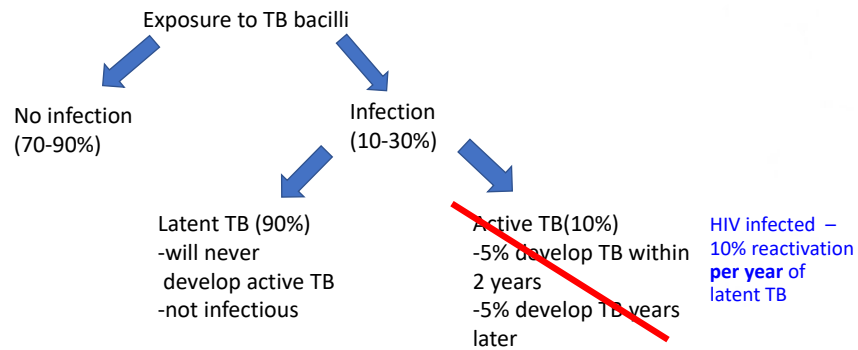 Exposure to TB bacilli
No infection
(70-90%)
Infection
(10-30%)
Latent TB (90%)
-will never
develop active TB
-not infectious
Active TB(10%)
-5% develop TB within
2 years
-5% develop TB years
later
HIV infected –
10% reactivation
per year of
latent TB